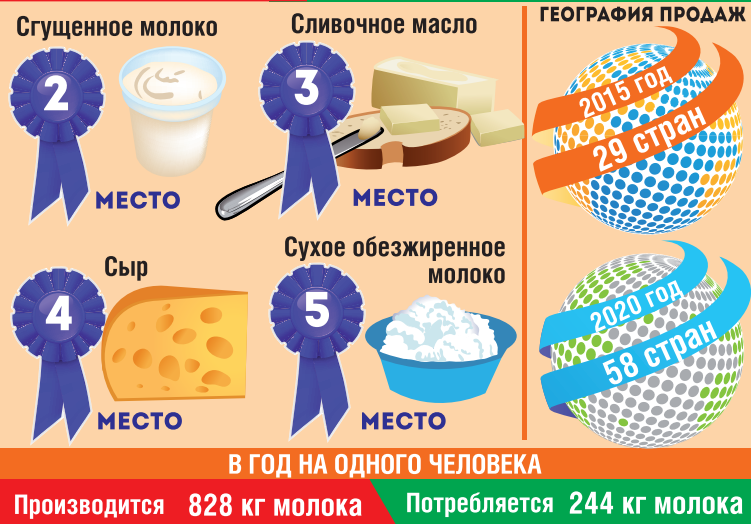 Сгущенное молоко
2
МЕСТО
Сливочное масло
3
МЕСТО
Сыр
4
МЕСТО
Сухое обезжиренное
молоко
5
МЕСТО
ГЕОГРАФИЯ ПРОДАЖ
2015 год
29 стран
2020 год
58 стран
В ГОД НА ОДНОГО ЧЕЛОВЕКА
Производится 828 кг молока
Потребляется 244 кг молока